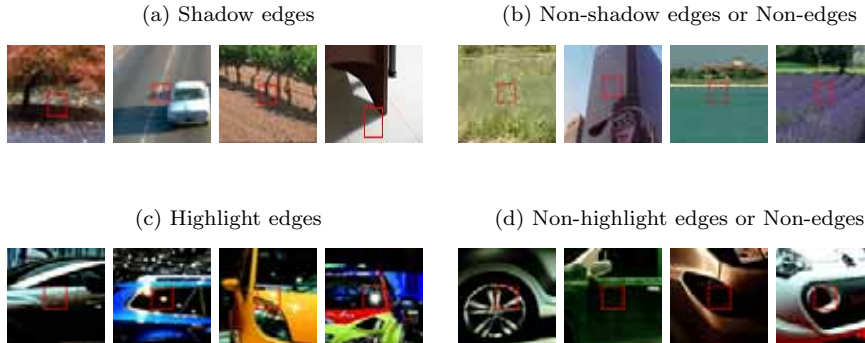 (a) Shadow edges
(b) Non-shadow edges or Non-edges
(c) Highlight edges
(d) Non-highlight edges or Non-edges